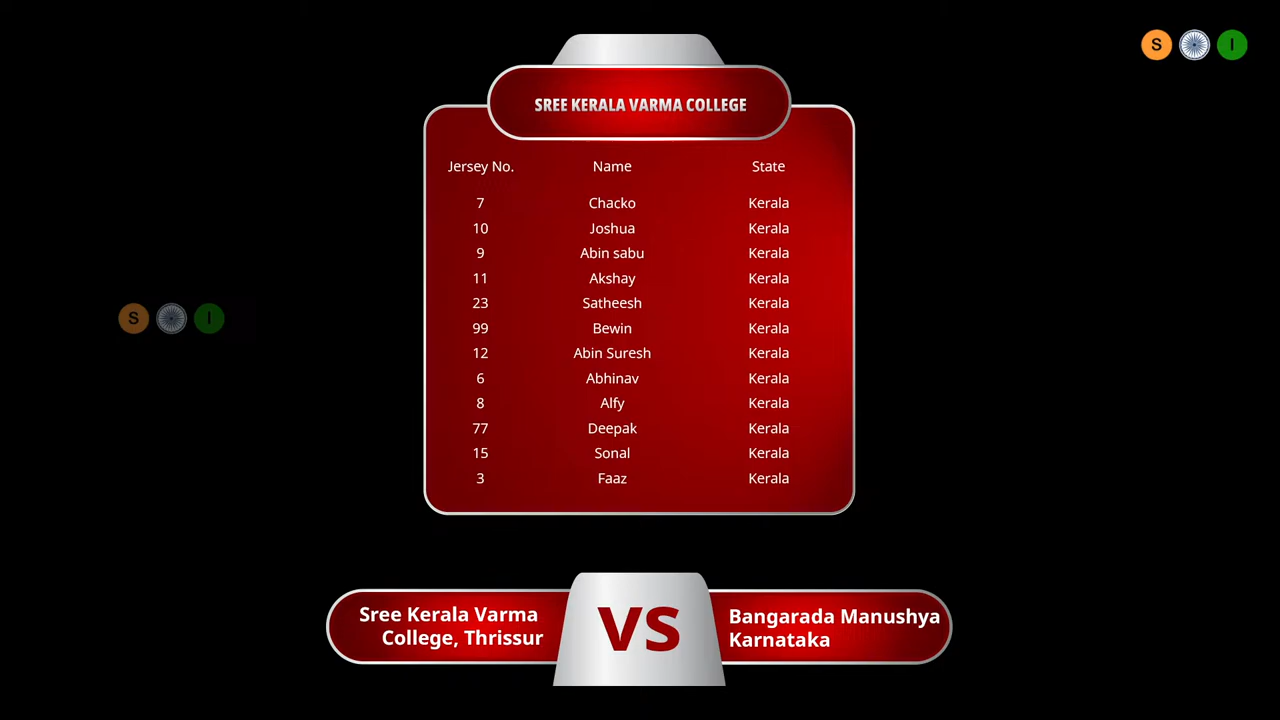 S I
SREE KERALA VARMA COLLEGE
Jersey No. Name State
7 Chacko Kerala
10 Joshua Kerala
9 Abin sabu Kerala
11 Akshay Kerala
23 Satheesh Kerala
99 Bewin Kerala
12 Abin Suresh Kerala
6 Abhinav Kerala
8 Alfy Kerala
77 Deepak Kerala
15 Sonal Kerala
3 Faaz Kerala
S I
Sree Kerala Varma
College, Thrissur
VS
Bangarada Manushya
Karnataka